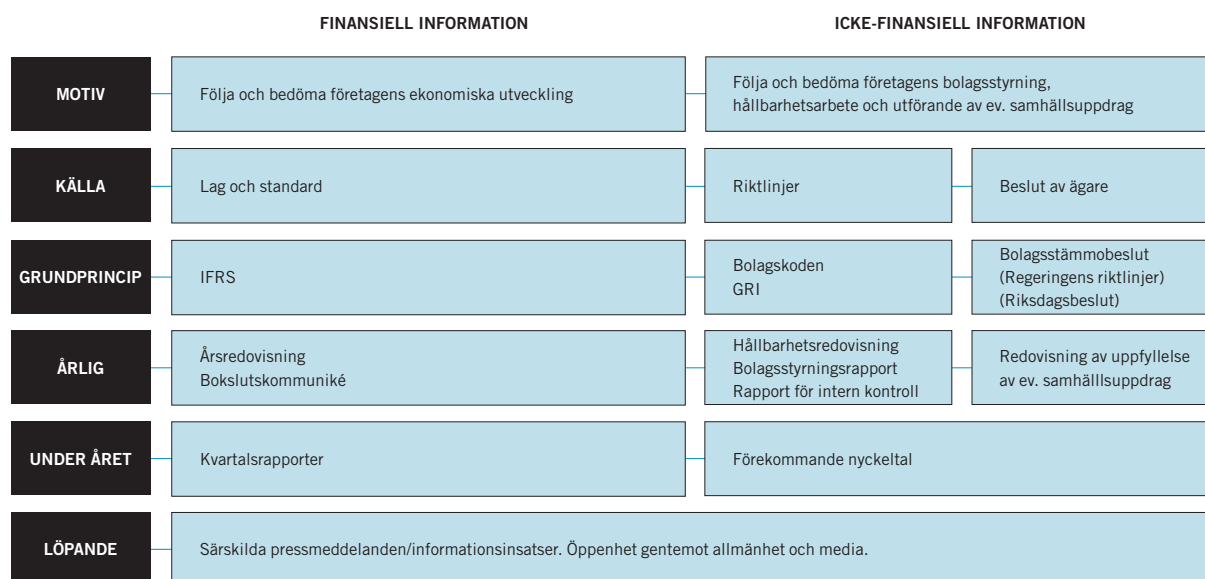 FINANSIELL INFORMATION
ICKE-FINANSIELL INFORMATION
MOTIV
Följa och bedöma företagens ekonomiska utveckling
Följa och bedöma företagens bolagsstyrning,
hållbarhetsarbete och utförande av ev. samhällsuppdrag
KÄLLA
Lag och standard
Riktlinjer
Beslut av ägare
GRUNDPRINCIP
IFRS
Bolagskoden
GRI
Bolagsstämmobeslut
(Regeringens riktlinjer)
(Riksdagsbeslut)
ÅRLIG
Årsredovisning
Bokslutskommuniké
Hållbarhetsredovisning
Bolagsstyrningsrapport
Rapport för intern kontroll
Redovisning av uppfyllelse
av ev. samhälllsuppdrag
UNDER ÅRET
Kvartalsrapporter
Förekommande nyckeltal
LÖPANDE
Särskilda pressmeddelanden/informationsinsatser. Öppenhet gentemot allmänhet och media.